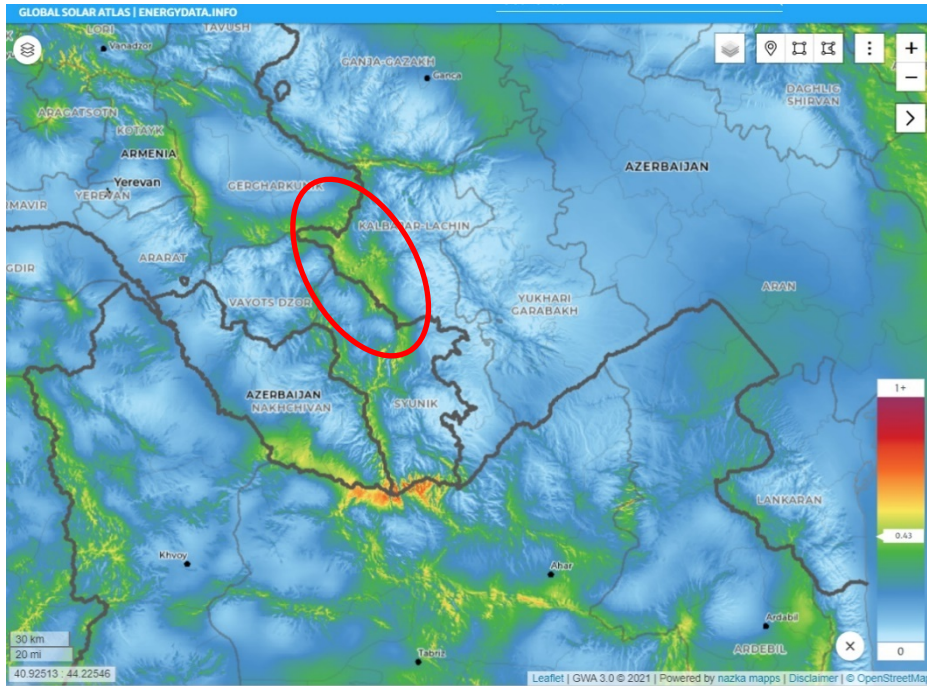 GLOBAL SOLAR ATLAS | ENERGYDATA.INFO
LORI
TAVUSH
Vanadzor
GANJA-GAZAKH
Ganca
DAGHLIG
SHIRVAN
ARAGATSOTN
KOTAYK
ARMENIA
AZERBAIJAN
Yerevan
GERGHARKUNIK
YEREVAN
IMAVIR
KALBAJAR-LACHIN
ARARAT
GDIR
ARAN
VAYOTS DZOR
YUKHARI
GARABAKH
1+
AZERBAIJAN
NAKHCHIVAN
SYUNIK
LANKARAN
0.43
Khvoy
Ahar
Ardabil
30 km
20 mi
ARDEBIL
0
Tabriz
40.92513 : 44.22546
Leaflet | GWA 3.0 © 2021 | Powered by nazka mapps | Disclaimer | © OpenStreetMa